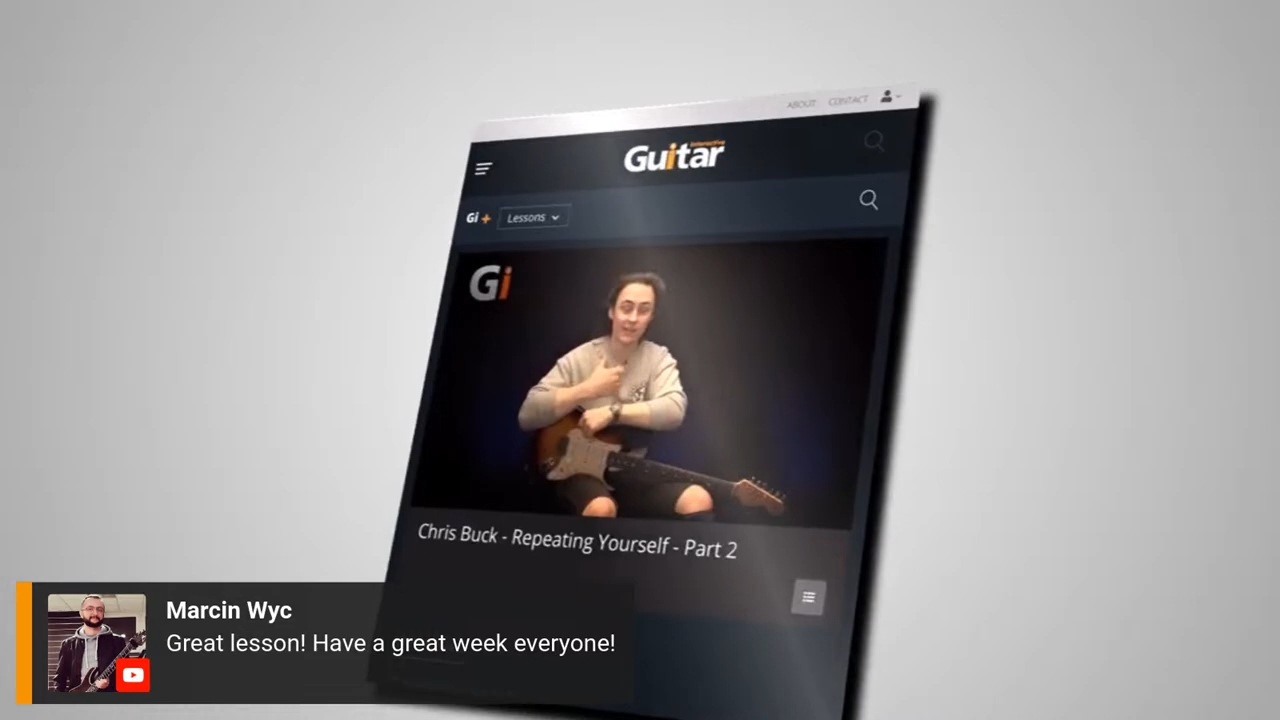 ABOUT CONTACT
Guitar
interactive
Gi + Lessons
Gi
Chris Buck - Repeating Yourself - Part 2
Marcin Wyc
Great lesson! Have a great week everyone!